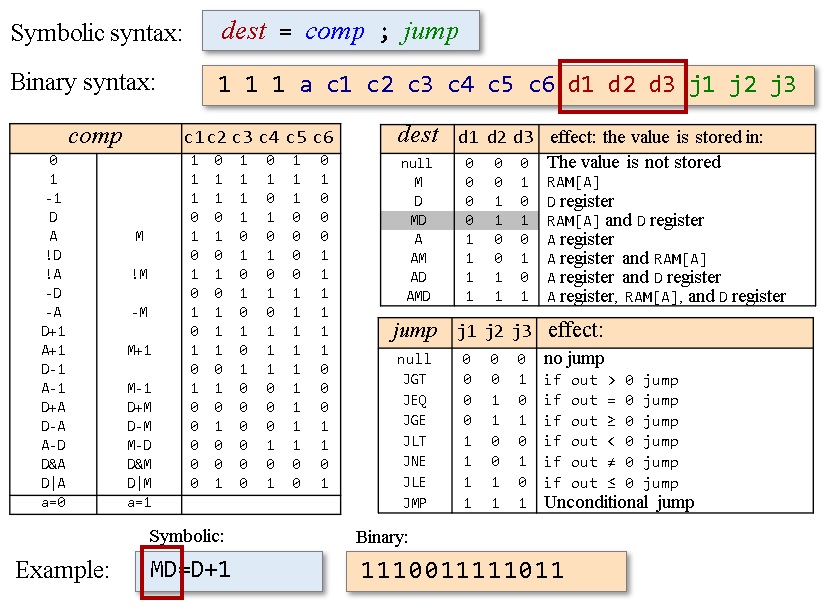 Symbolic syntax: dest = comp ; jump
Binary syntax: 1 1 1 a c1 c2 c3 c4 c5 c6 d1 d2 d3 j1 j2 j3
comp c1 c2 c3 c4 c5 c6
0 1 0 1 0 1 0
1 1 1 1 1 1 1
-1 1 1 1 0 1 0
D 0 0 1 1 0 0
A M 1 1 0 0 0 0
!D 0 0 1 1 0 1
!A !M 1 1 0 0 0 1
-D 0 0 1 1 1 1
-A -M 1 1 0 0 1 1
D+1 0 1 1 1 1 1
A+1 M+1 1 1 0 1 1 1
D-1 0 0 1 1 1 0
A-1 M-1 1 1 0 0 1 0
D+A D+M 0 0 0 0 1 0
D-A D-M 0 1 0 0 1 1
A-D M-D 0 0 0 1 1 1
D&A D&M 0 0 0 0 0 0
D|A D|M 0 1 0 1 0 1
a=0 a=1
dest d1 d2 d3 effect: the value is stored in:
null 0 0 0 The value is not stored
M 0 0 1 RAM[A]
D 0 1 0 D register
MD 0 1 1 RAM[A] and D register
A 1 0 0 A register
AM 1 0 1 A register and RAM[A]
AD 1 1 0 A register and D register
AMD 1 1 1 A register, RAM[A], and D register
jump j1 j2 j3 effect:
null 0 0 0 no jump
JGT 0 0 1 if out > 0 jump
JEQ 0 1 0 if out = 0 jump
JGE 0 1 1 if out ≥ 0 jump
JLT 1 0 0 if out < 0 jump
JNE 1 0 1 if out ≠ 0 jump
JLE 1 1 0 if out ≤ 0 jump
JMP 1 1 1 Unconditional jump
Symbolic: Binary:
Example: MD=D+1 1110011111011